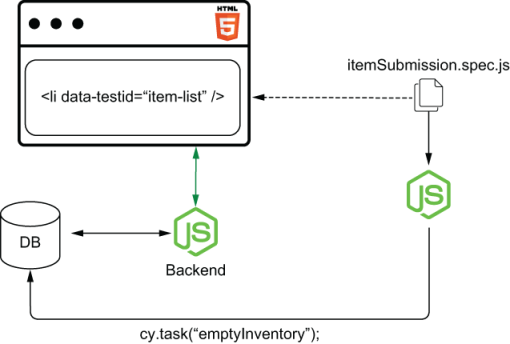 HTML
5
<li data-testid=“item-list” />
itemSubmission.spec.js
JS
JS
DB
Backend
cy.task(“emptyInventory”);